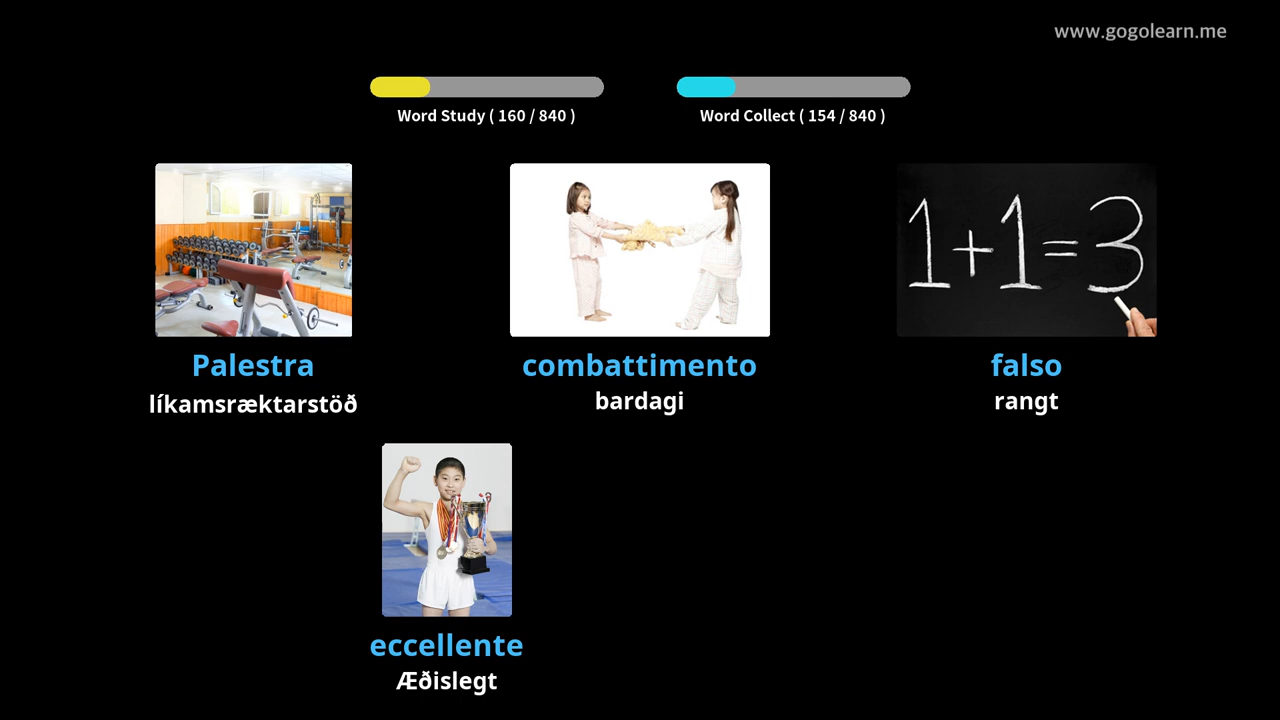 www.gogolearn.me
Word Study ( 160 / 840 )
Word Collect ( 154 / 840 )
1+1=3
Palestra
líkamsræktarstöð
combattimento
bardagi
falso
rangt
eccellente
Æðislegt